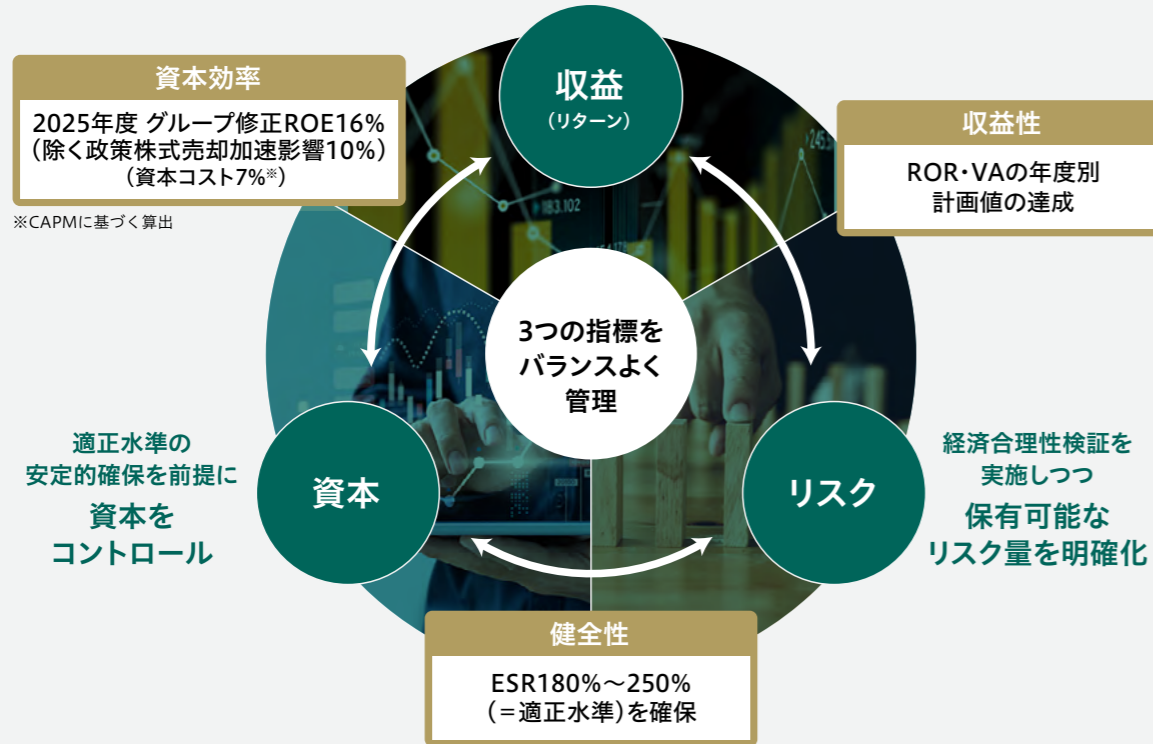 収益
（リターン）
資本効率
2025年度 グループ修正ROE16%
（除く政策株式売却加速影響10%）
（資本コスト7%※）
※CAPMに基づく算出
収益性
ROR・VAの年度別
計画値の達成
183.102
3つの指標を
バランスよく
管理
適正水準の
安定的確保を前提に
資本を
コントロール
資本
リスク
経済合理性検証を
実施しつつ
保有可能な
リスク量を明確化
健全性
ESR180%～250%
（＝適正水準）を確保